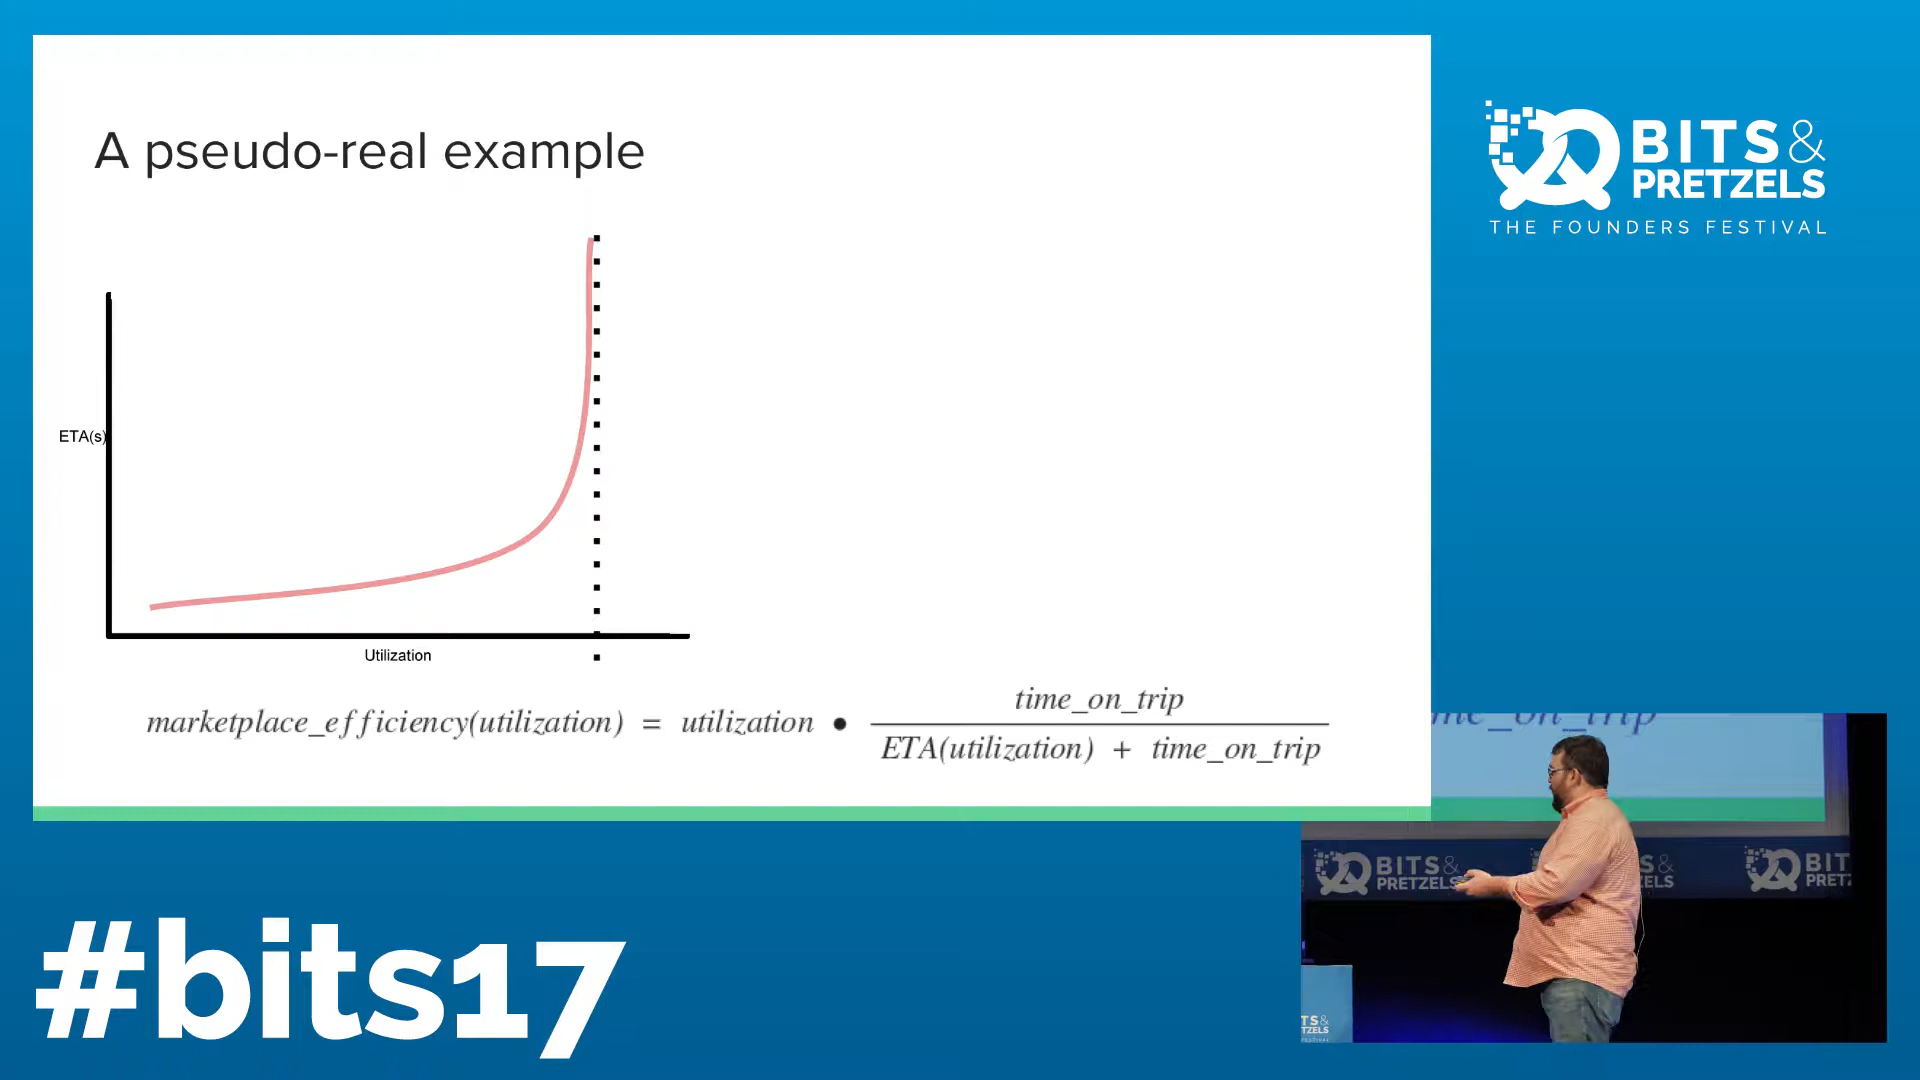 A pseudo-real example
ETA(s)
Utilization
marketplace_efficiency(utilization) = utilization • time_on_trip
ETA(utilization) + time_on_trip
BITS &
PRETZELS
THE FOUNDERS FESTIVAL
#bits17
BITS&
PRETZELS